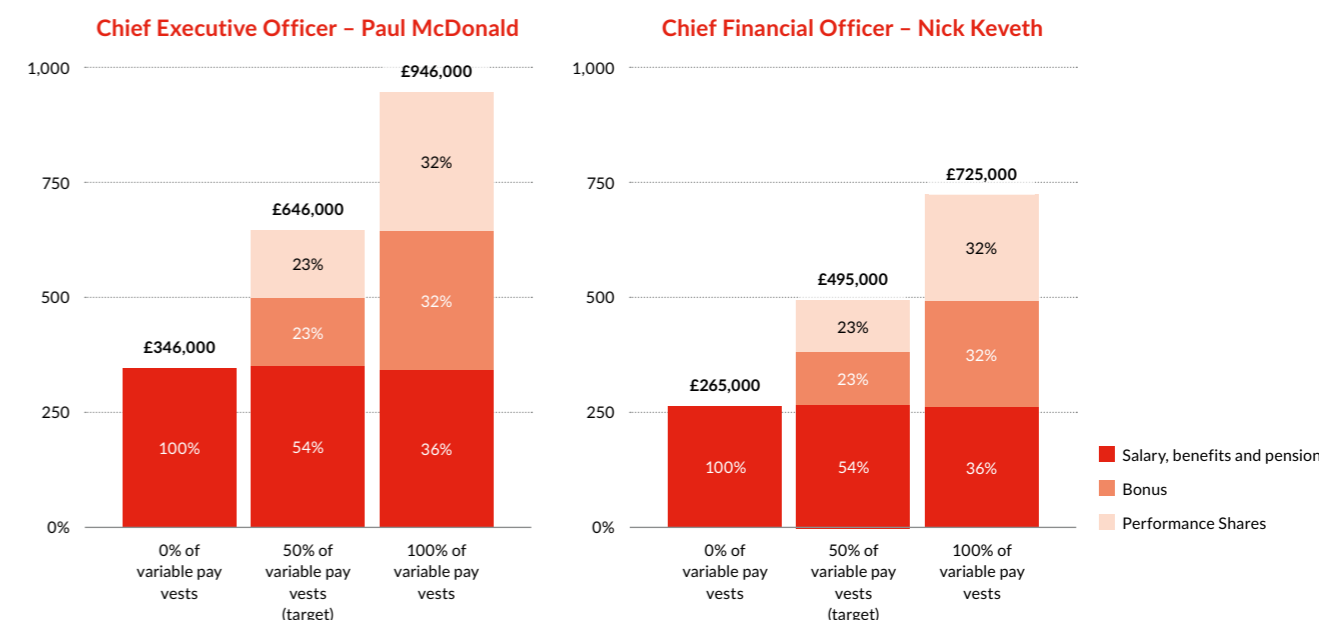 Chief Executive Officer – Paul McDonald
1,000
750
500
250
0%
£346,000
100%
£646,000
23%
23%
54%
£946,000
32%
32%
36%
0% of
variable pay
vests
50% of
variable pay
vests
(target)
100% of
variable pay
vests
Chief Financial Officer – Nick Keveth
1,000
750
500
250
0%
£265,000
100%
£495,000
23%
23%
54%
£725,000
32%
32%
36%
0% of
variable pay
vests
50% of
variable pay
vests
(target)
100% of
variable pay
vests
Salary, benefits and pension
Bonus
Performance Shares